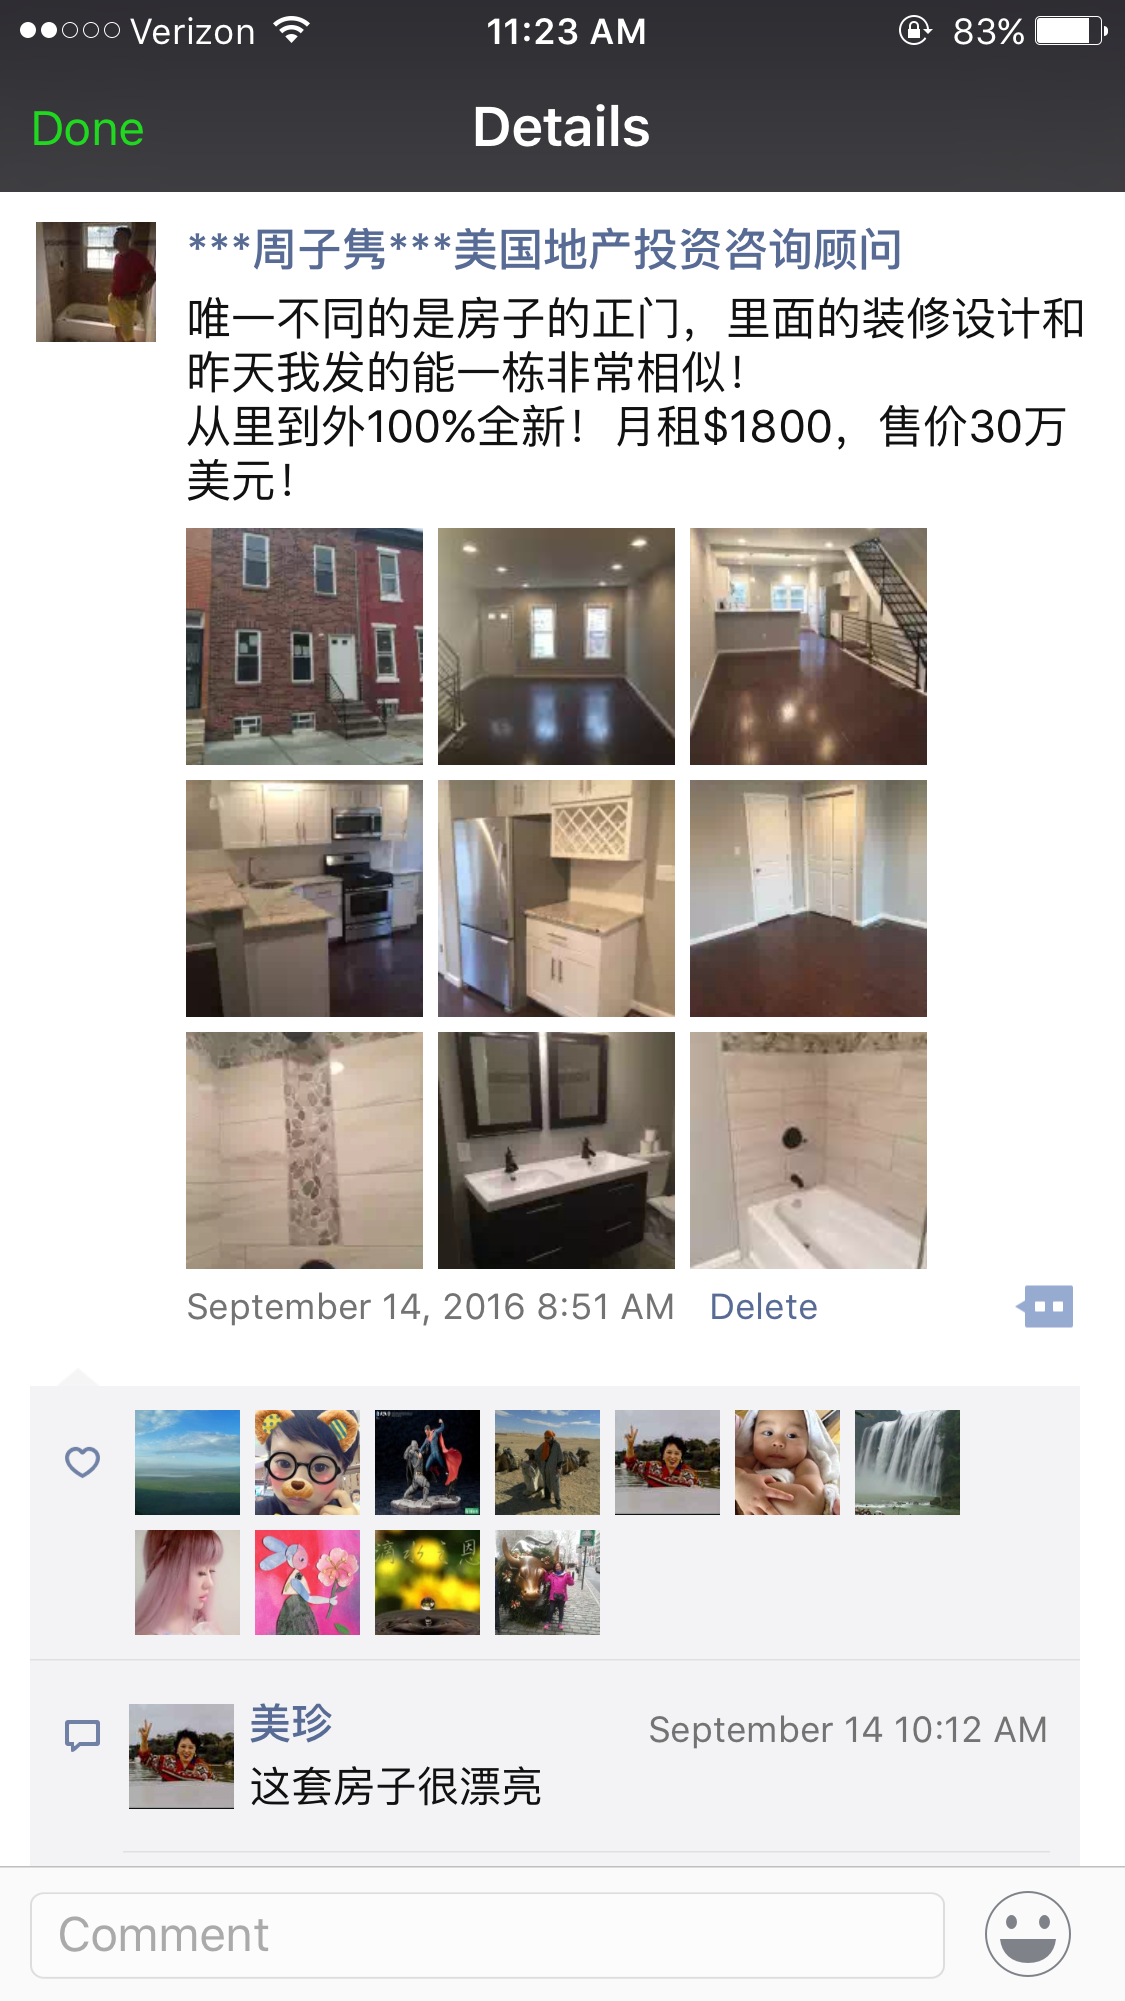 Verizon 11:23 AM 83%
Done Details
***周子隽***美国地产投资咨询顾问
唯一不同的是房子的正门，里面的装修设计和
昨天我发的能一栋非常相似！
从里到外100%全新！月租$1800，售价30万
美元！
September 14, 2016 8:51 AM Delete
滴水之恩
美珍 September 14 10:12 AM
这套房子很漂亮
Comment